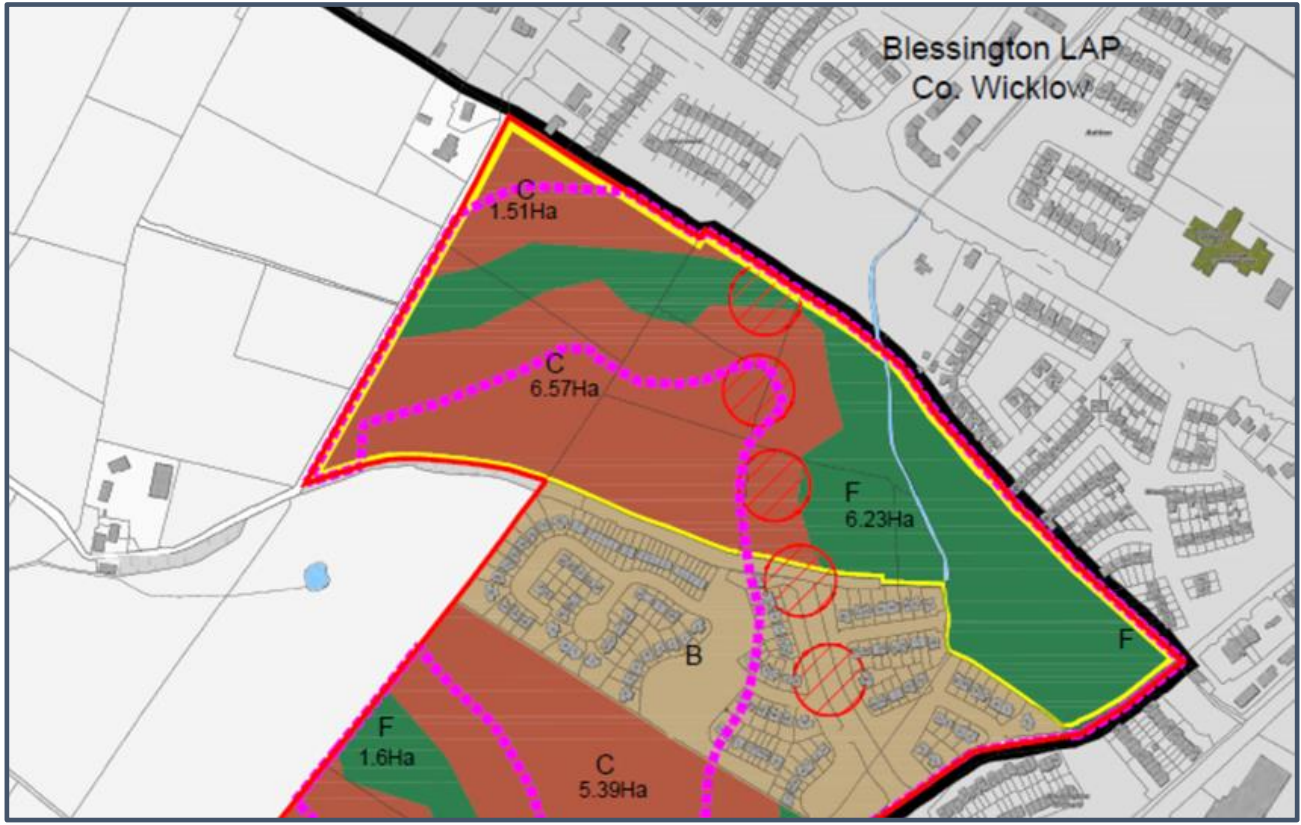 Blessington LAP
Co. Wicklow
C
1.51Ha
C
6.57Ha
F
6.23Ha
F
B
F
1.6Ha
C
5.39Ha